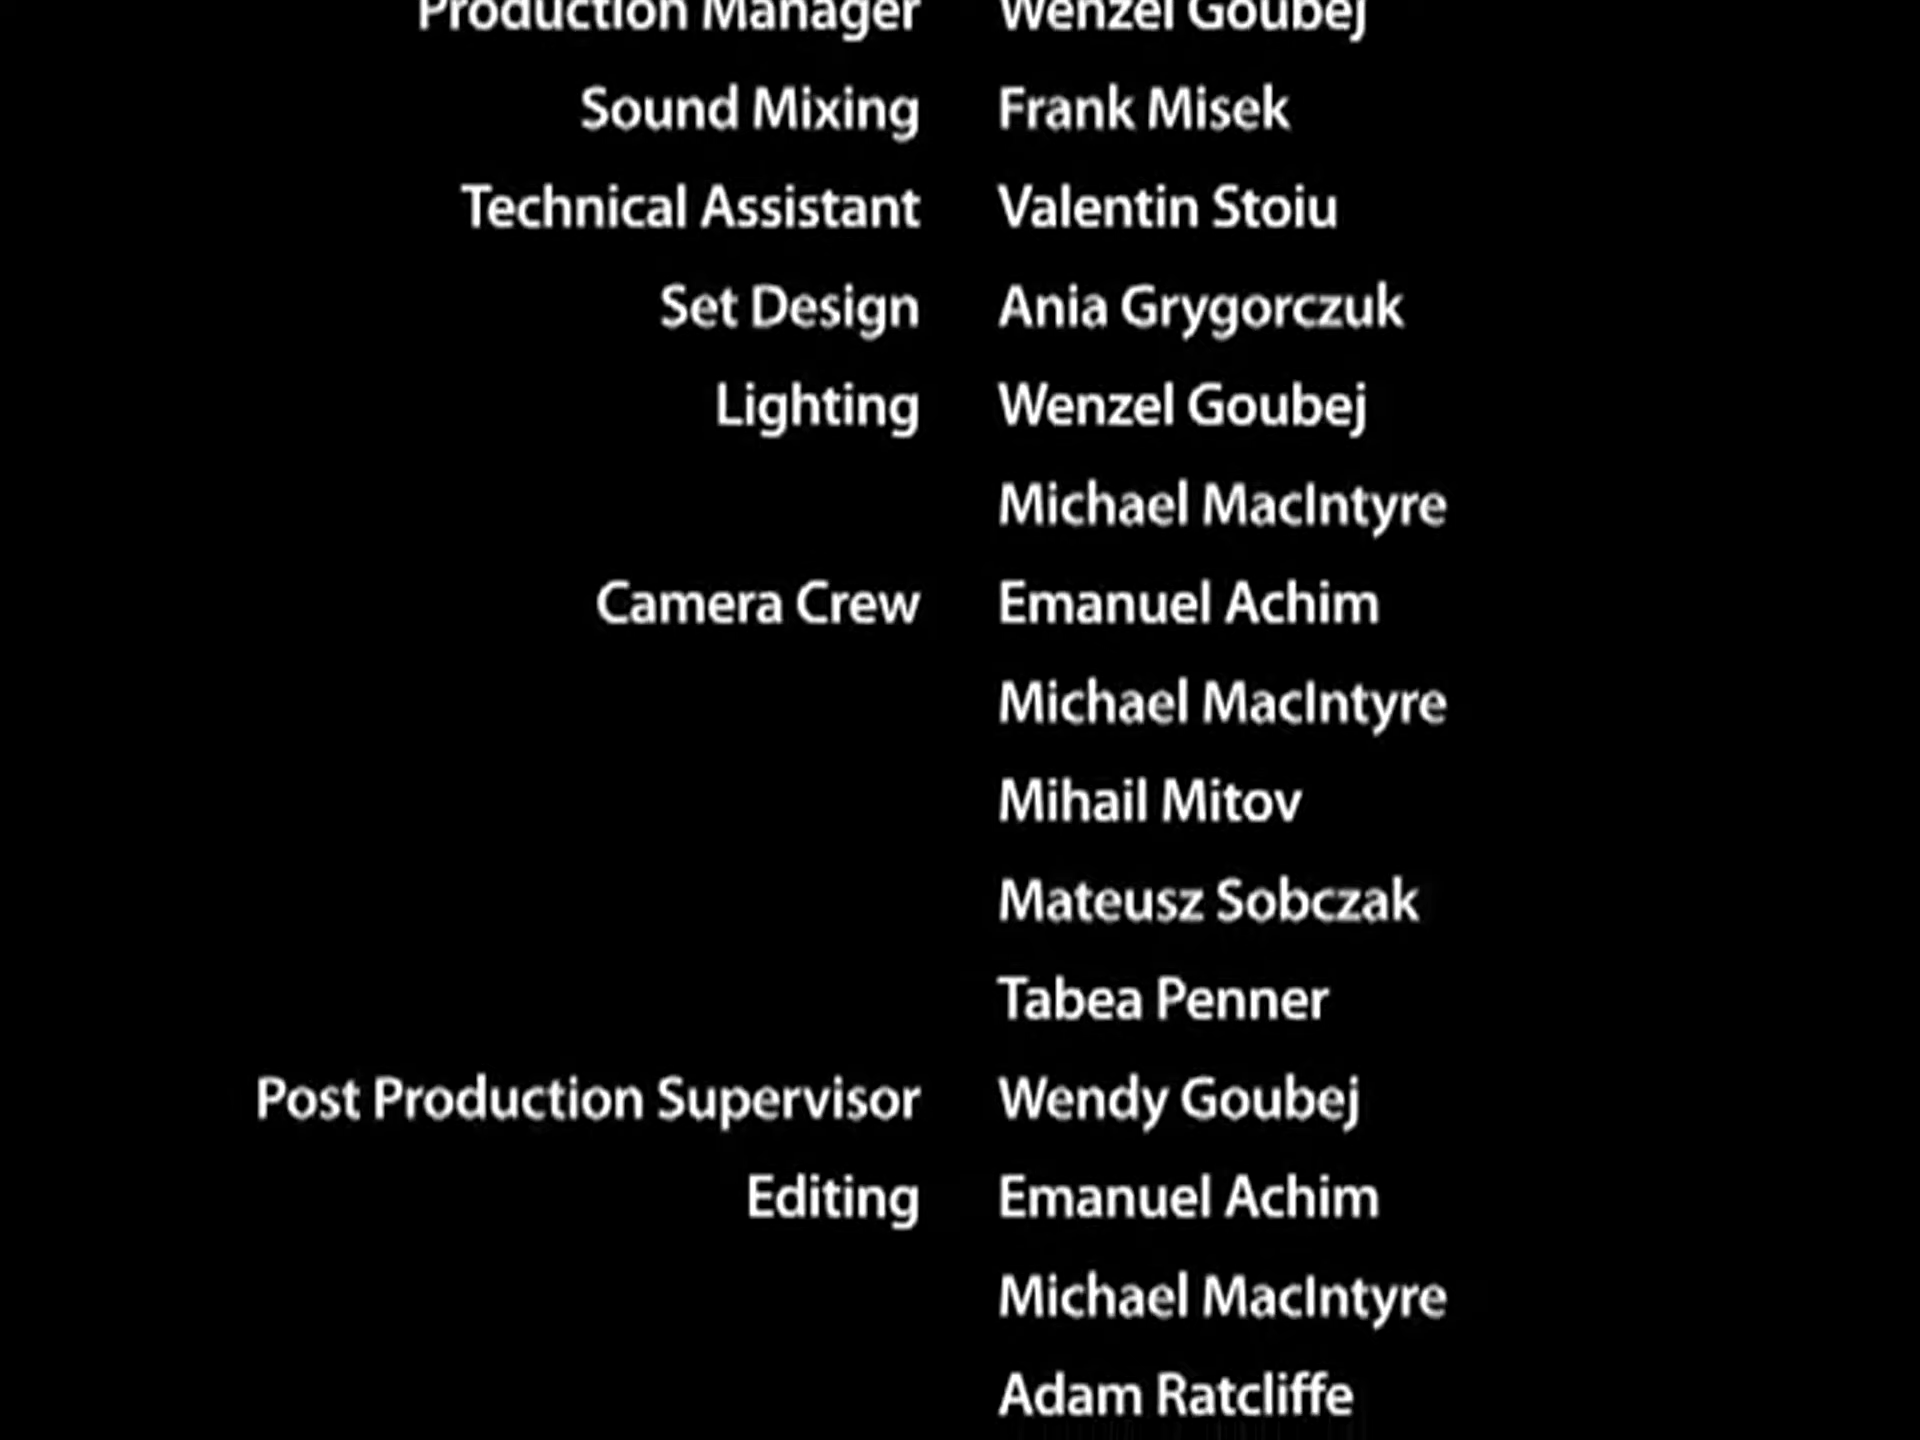 Production Manager Wenzel Goubej
Sound Mixing Frank Misek
Technical Assistant Valentin Stoiu
Set Design Ania Grygorczuk
Lighting Wenzel Goubej
Michael MacIntyre
Camera Crew Emanuel Achim
Michael MacIntyre
Mihail Mitov
Mateusz Sobczak
Tabea Penner
Post Production Supervisor Wendy Goubej
Editing Emanuel Achim
Michael MacIntyre
Adam Ratcliffe